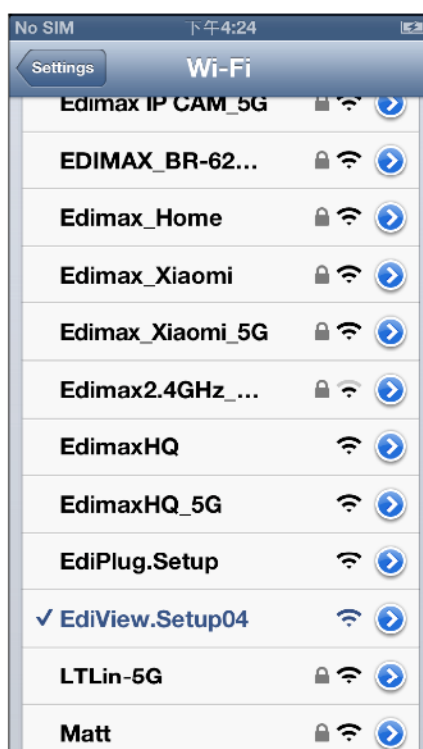 No SIM 下午4:24
Settings Wi-Fi
Edimax IP CAM_5G
EDIMAX_BR-62...
Edimax_Home
Edimax_Xiaomi
Edimax_Xiaomi_5G
Edimax2.4GHz_...
EdimaxHQ
EdimaxHQ_5G
EdiPlug.Setup
✓ EdiView.Setup04
LTLin-5G
Matt